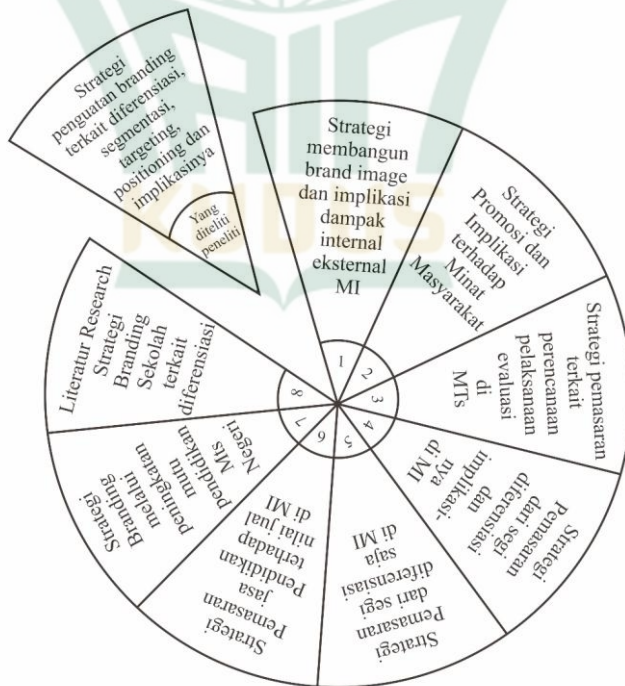 Strategi
penguatan branding
terkait diferensiasi,
segmentasi,
targeting,
positioning dan
implikasinya
Yang
diteliti
peneliti
Strategi
membangun
brand image
dan implikasi
dampak
internal
eksternal
MI
1
Strategi
Promosi dan
Implikasi
terhadap
Minat
Masyarakat
2
Strategi pemasaran
terkait
perencanaan
pelaksanaan
evaluasi
di
MTs
3
Strategi
Pemasaran
dari segi
diferensiasi
dan
implikasi-
nya
di MI
4
Strategi
Pemasaran
dari segi
diferensiasi
saja
di MI
5
Strategi
Pemasaran
jasa
Pendidikan
terhadap
nilai jual
di MI
6
Strategi
Branding
melalui
peningkatan
mutu
pendidikan
Mts
Negeri
7
Literatur Research
Strategi
Branding
Sekolah
terkait
diferensiasi
8
KUDUS